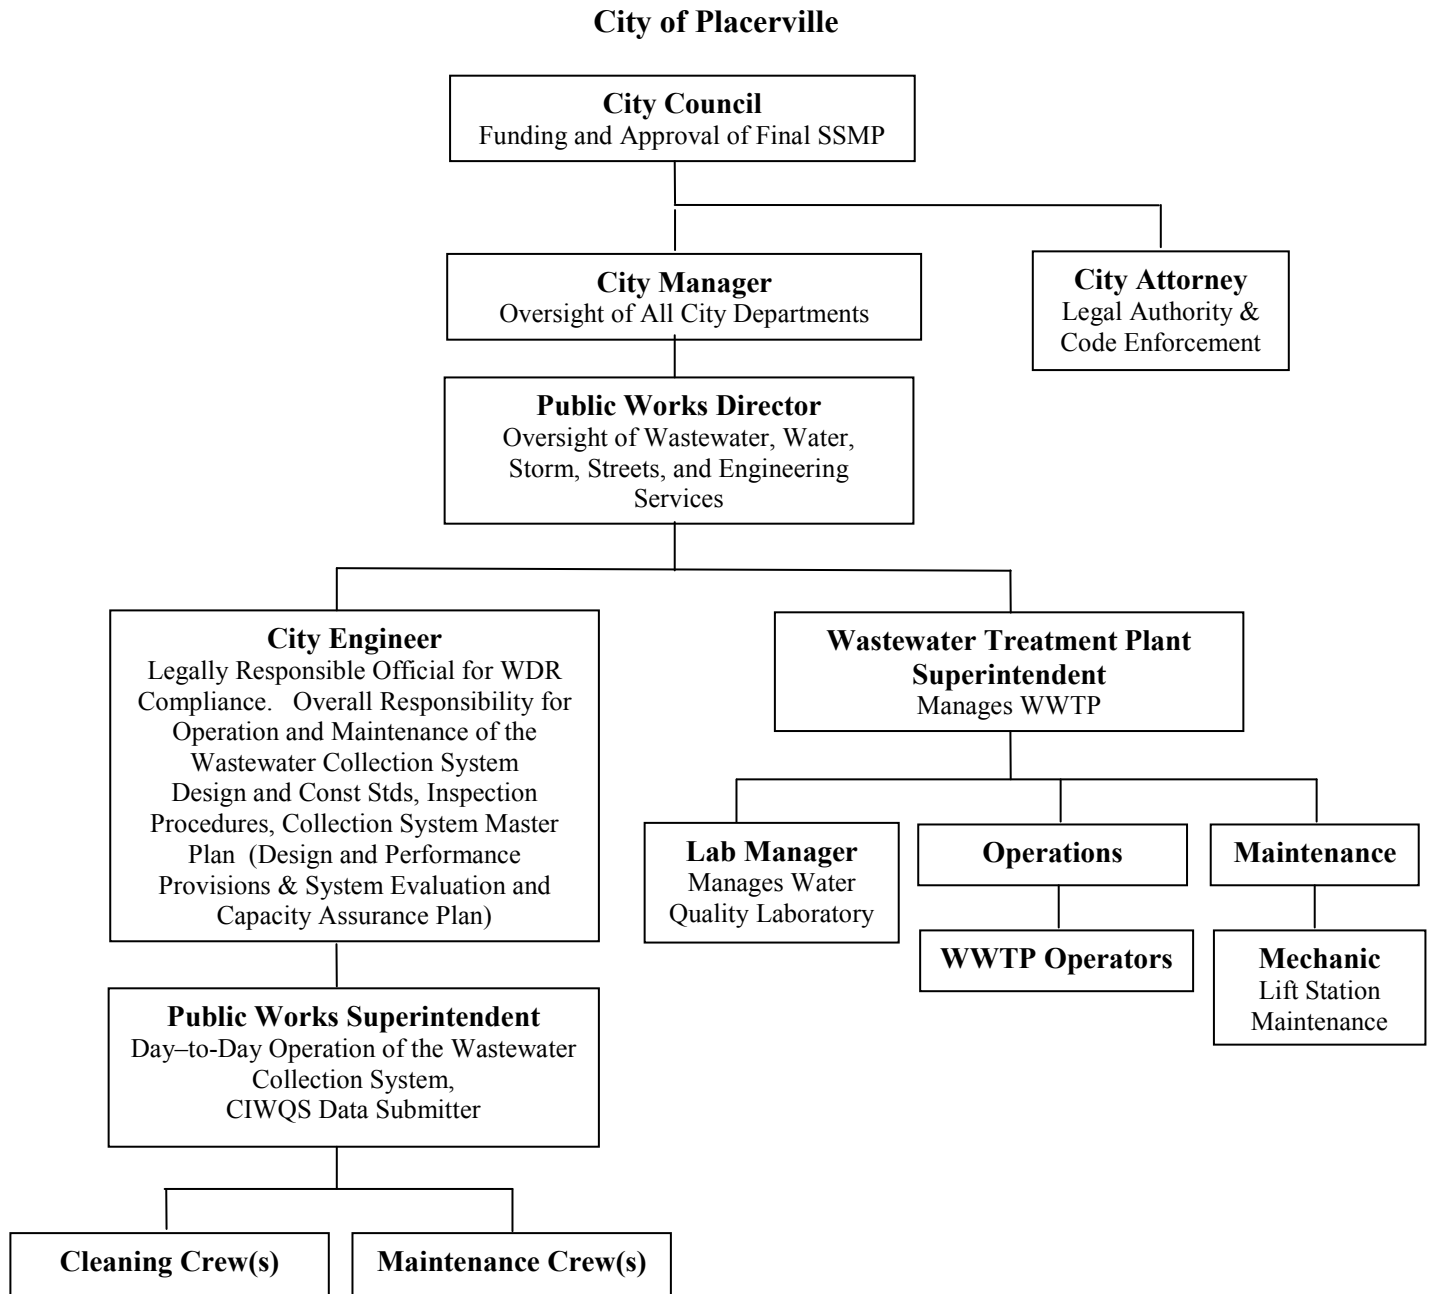 City of Placerville
City Council
Funding and Approval of Final SSMP
City Manager
Oversight of All City Departments
City Attorney
Legal Authority &
Code Enforcement
Public Works Director
Oversight of Wastewater, Water,
Storm, Streets, and Engineering
Services
City Engineer
Legally Responsible Official for WDR
Compliance.   Overall Responsibility for
Operation and Maintenance of the
Wastewater Collection System
Design and Const Stds, Inspection
Procedures, Collection System Master
Plan  (Design and Performance
Provisions & System Evaluation and
Capacity Assurance Plan)
Wastewater Treatment Plant
Superintendent
Manages WWTP
Lab Manager
Manages Water
Quality Laboratory
Operations
Maintenance
WWTP Operators
Mechanic
Lift Station
Maintenance
Public Works Superintendent
Day–to-Day Operation of the Wastewater
Collection System,
CIWQS Data Submitter
Cleaning Crew(s)
Maintenance Crew(s)